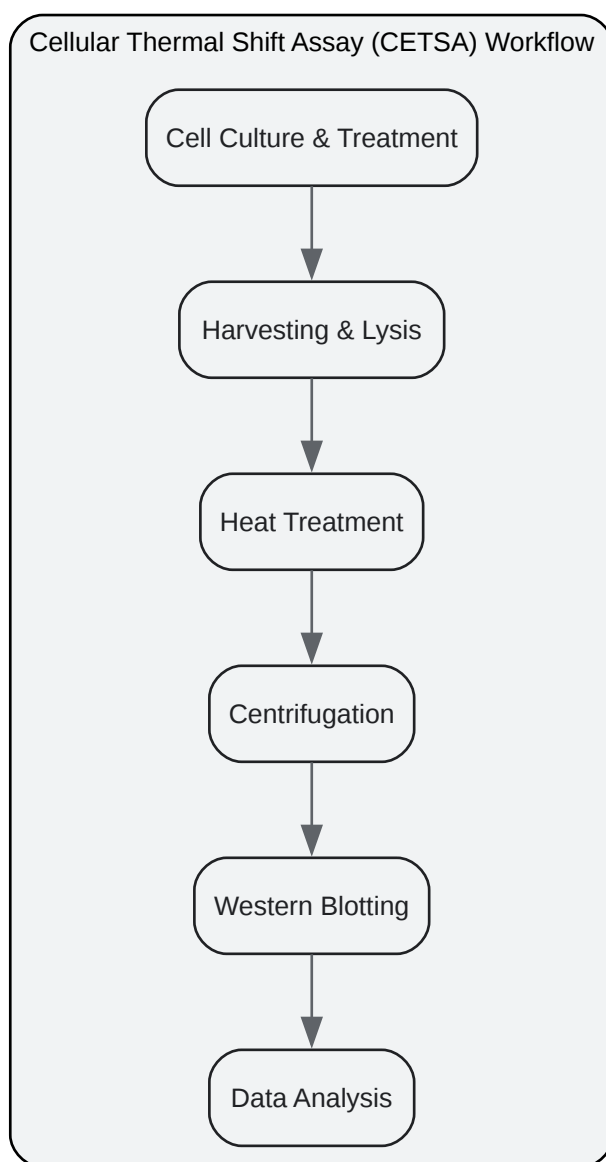 Cellular Thermal Shift Assay (CETSA) Workflow
Cell Culture & Treatment
Harvesting & Lysis
Heat Treatment
Centrifugation
Western Blotting
Data Analysis